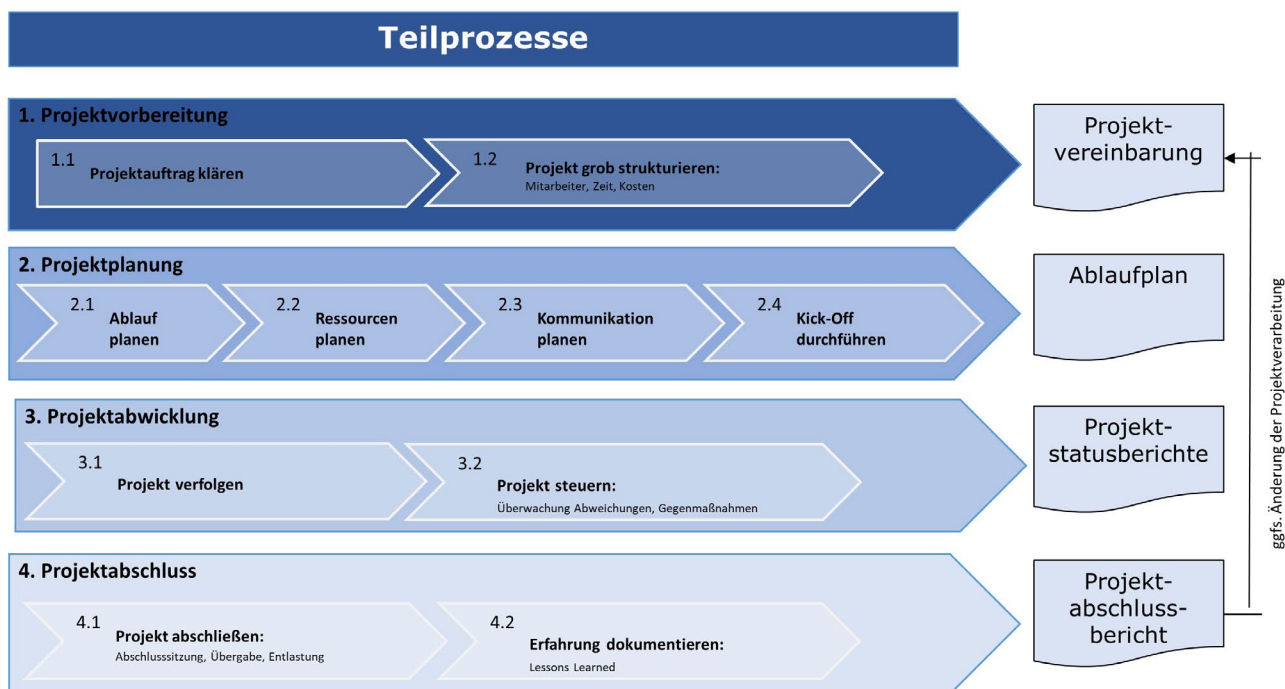 Teilprozesse
1. Projektvorbereitung
1.1
Projektauftrag klären
1.2
Projekt grob strukturieren:
Mitarbeiter, Zeit, Kosten
Projekt-
vereinbarung
2. Projektplanung
2.1
Ablauf
planen
2.2
Ressourcen
planen
2.3
Kommunikation
planen
2.4
Kick-Off
durchführen
Ablaufplan
3. Projektabwicklung
3.1
Projekt verfolgen
3.2
Projekt steuern:
Überwachung Abweichungen, Gegenmaßnahmen
Projekt-
statusberichte
4. Projektabschluss
4.1
Projekt abschließen:
Abschlusssitzung, Übergabe, Entlastung
4.2
Erfahrung dokumentieren:
Lessons Learned
Projekt-
abschluss-
bericht
ggfs. Änderung der Projektverarbeitung